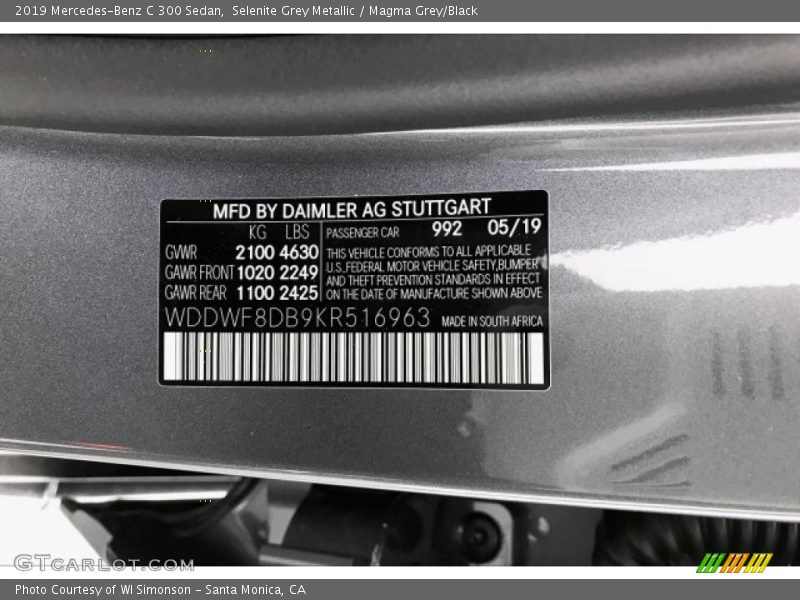 2019 Mercedes-Benz C 300 Sedan,  Selenite Grey Metallic / Magma Grey/Black
MFD BY DAIMLER AG STUTTGART
KG LBS
GVWR 2100 4630
GAWR FRONT 1020 2249
GAWR REAR 1100 2425
PASSENGER CAR 992 05/19
THIS VEHICLE CONFORMS TO ALL APPLICABLE
U.S. FEDERAL MOTOR VEHICLE SAFETY, BUMPER
AND THEFT PREVENTION STANDARDS IN EFFECT
ON THE DATE OF MANUFACTURE SHOWN ABOVE
WDDWF8DB9KR516963 MADE IN SOUTH AFRICA
GTCARLOT.COM
Photo Courtesy of WI Simonson - Santa Monica, CA